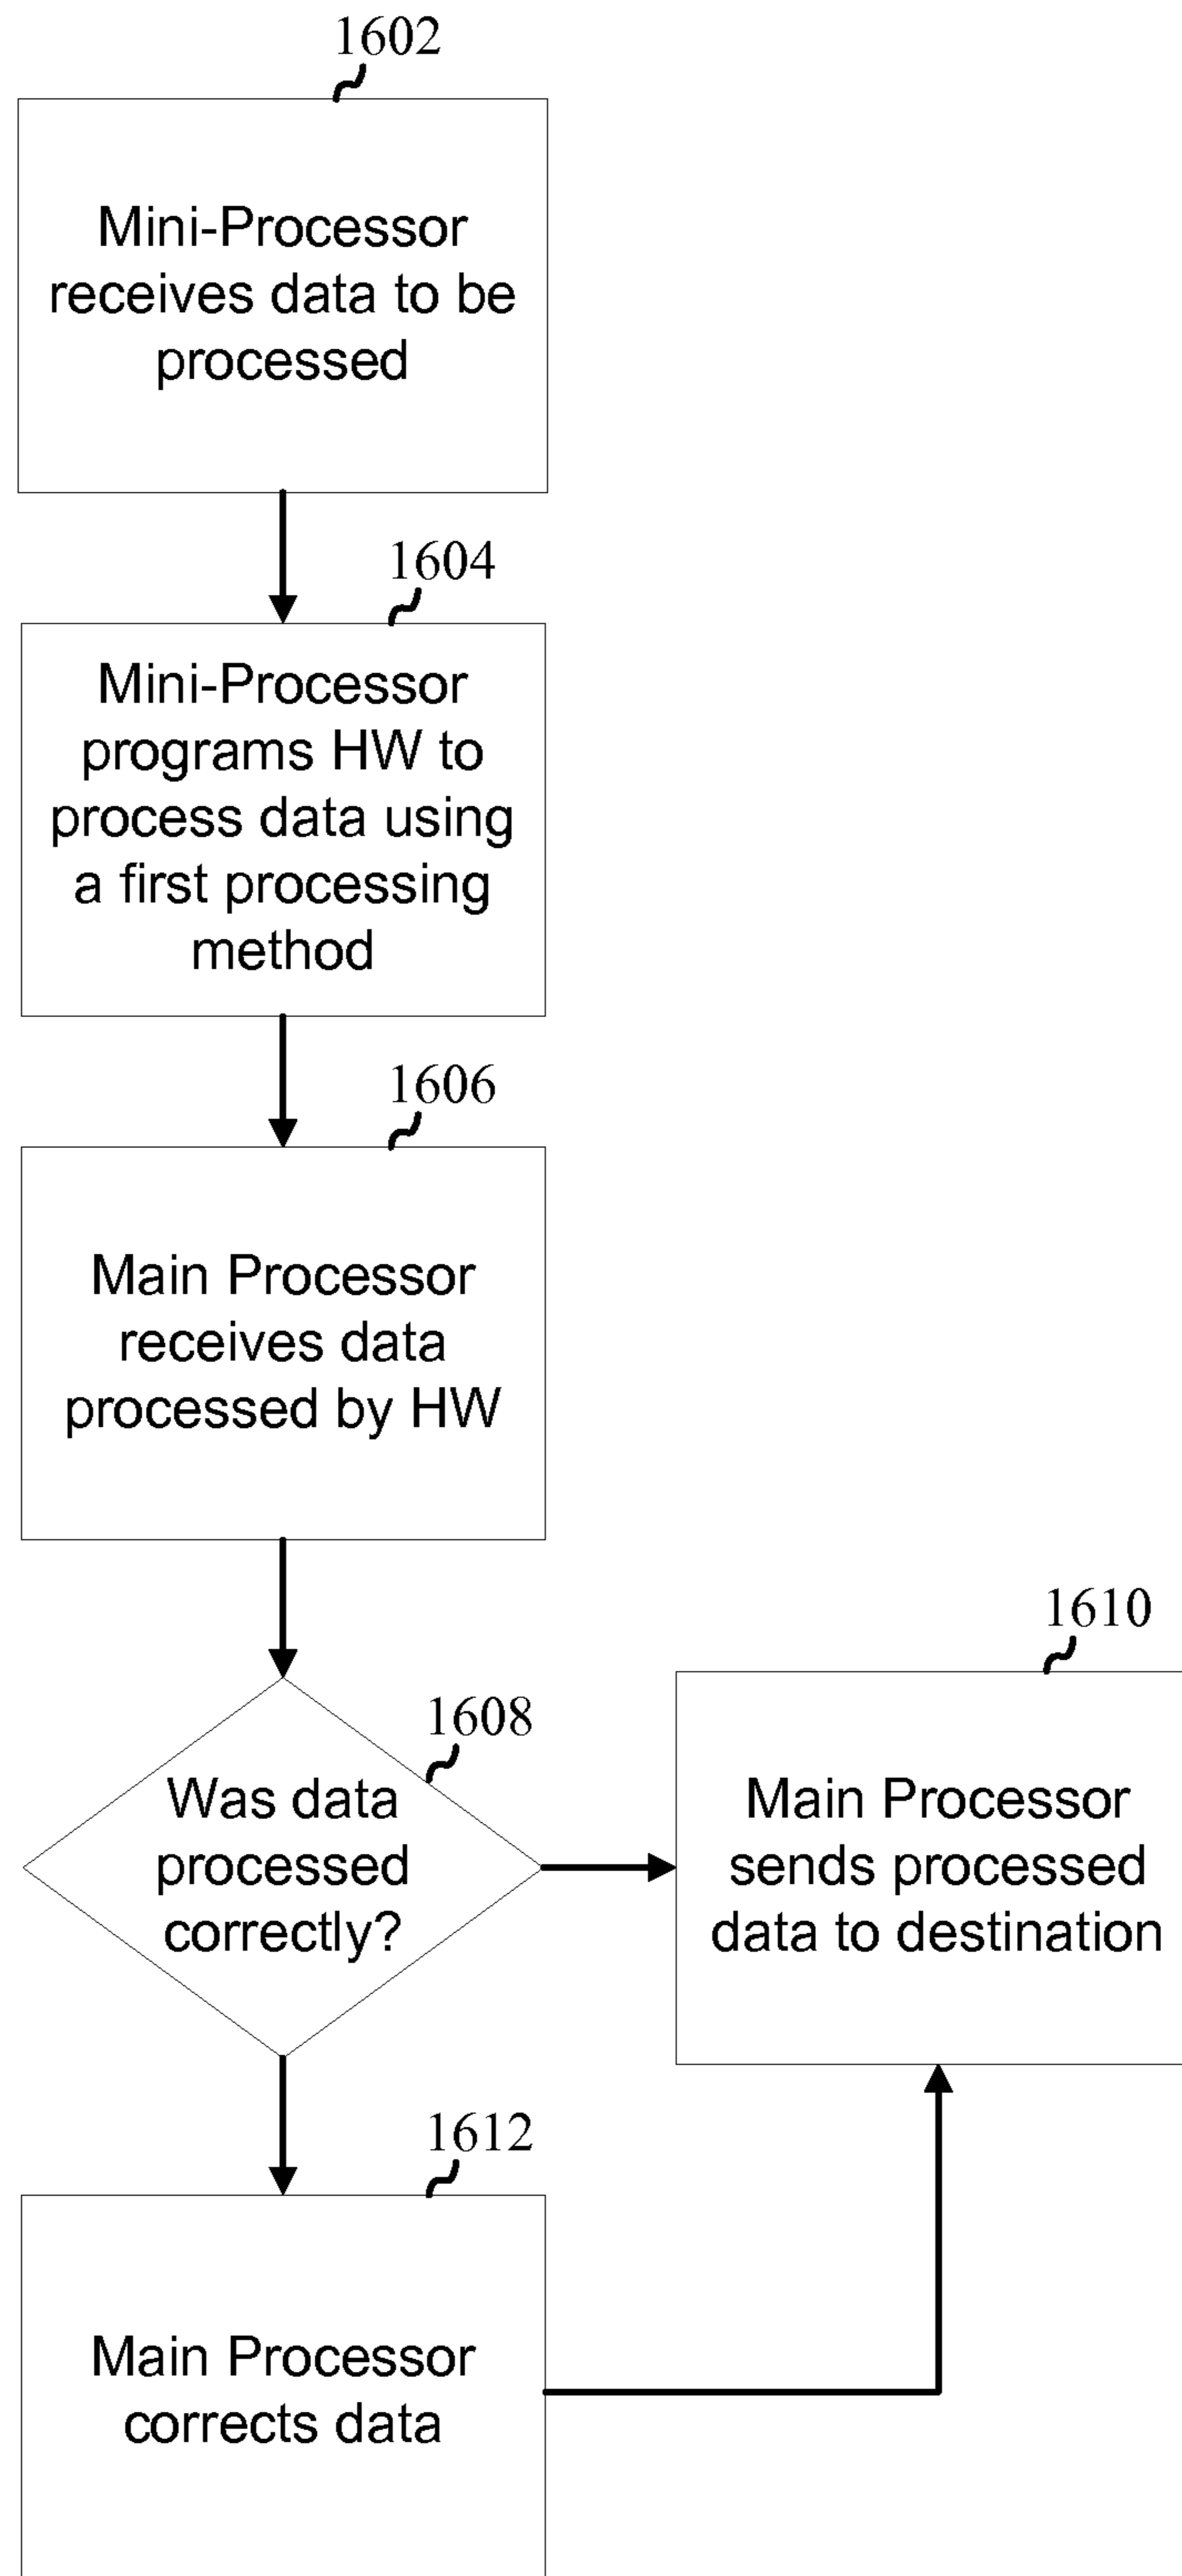 1602
Mini-Processor
receives data to be
processed
1604
Mini-Processor
programs HW to
process data using
a first processing
method
1606
Main Processor
receives data
processed by HW
1608
Was data
processed
correctly?
1610
Main Processor
sends processed
data to destination
1612
Main Processor
corrects data